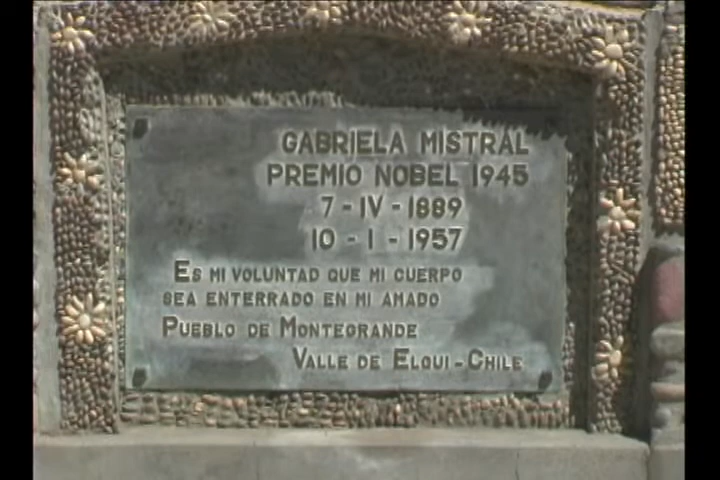 GABRIELA MISTRAL
PREMIO NOBEL 1945
7 - IV - 1889
10 - 1 - 1957
ES MI VOLUNTAD QUE MI CUERPO
SEA ENTERRADO EN MI AMADO
PUEBLO DE MONTEGRANDE
VALLE DE ELQUI - CHILE